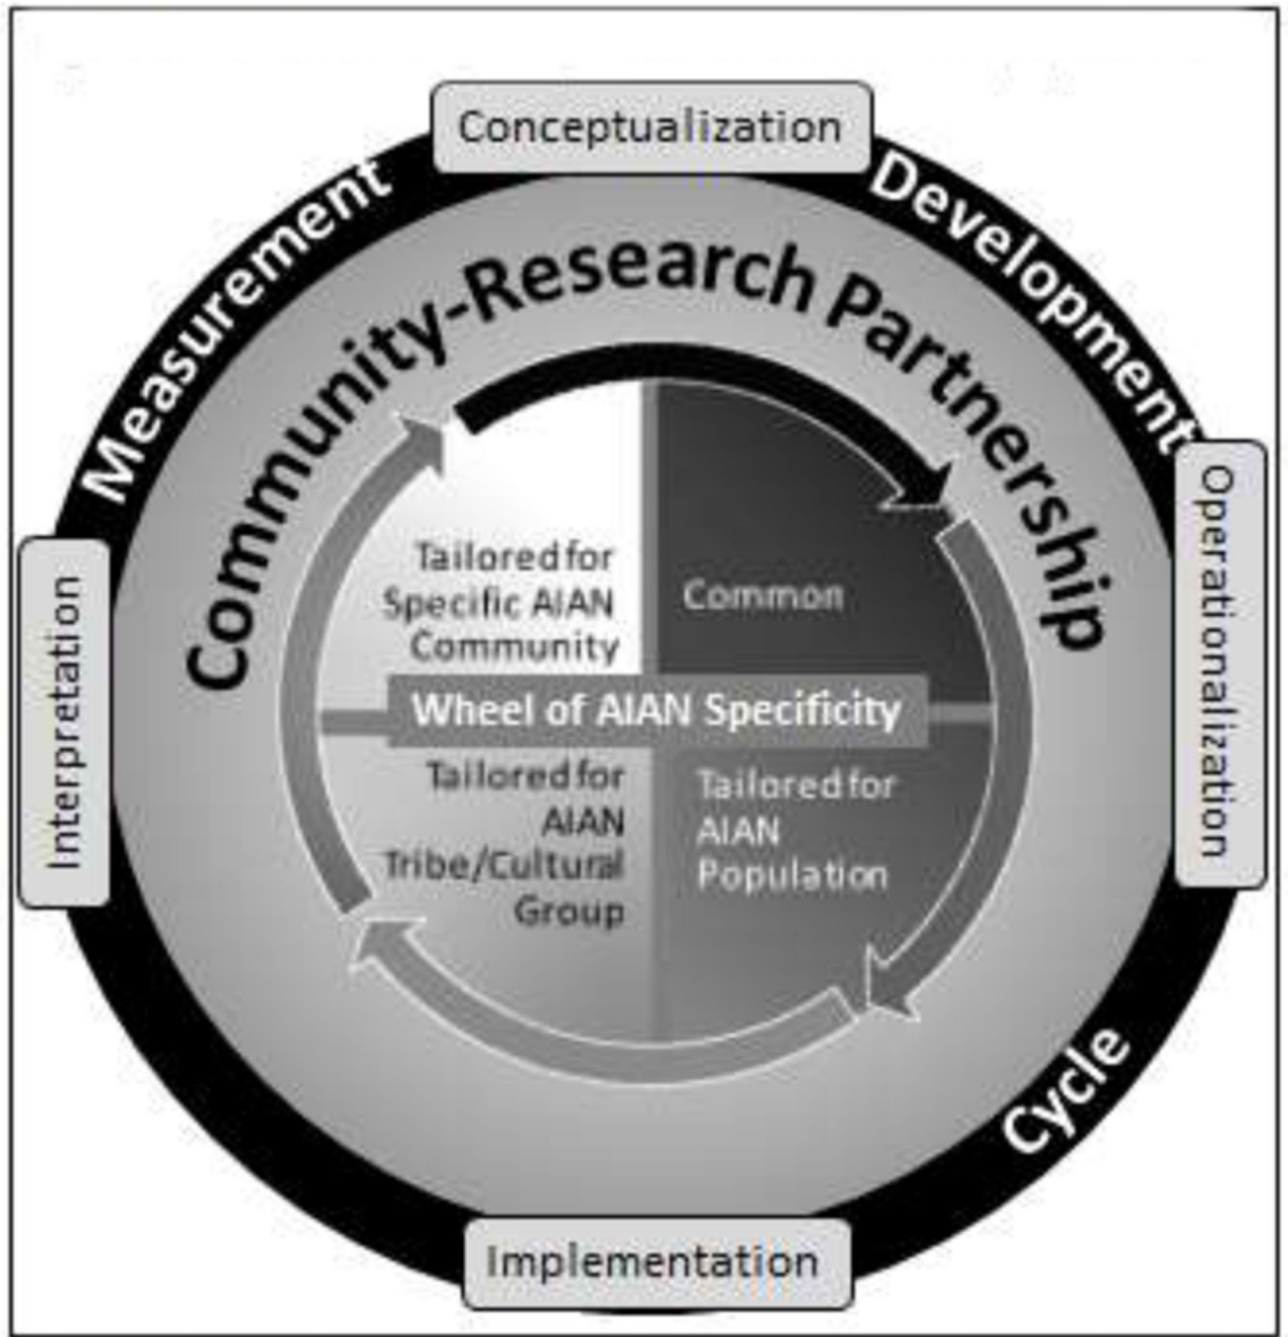 Conceptualization
Measurement
Development
Cycle
Community-Research Partnership
Operationalization
Interpretation
Implementation
Tailored for
Specific AIAN
Community
Common
Wheel of AIAN Specificity
Tailored for
AIAN
Tribe/Cultural
Group
Tailored for
AIAN
Population